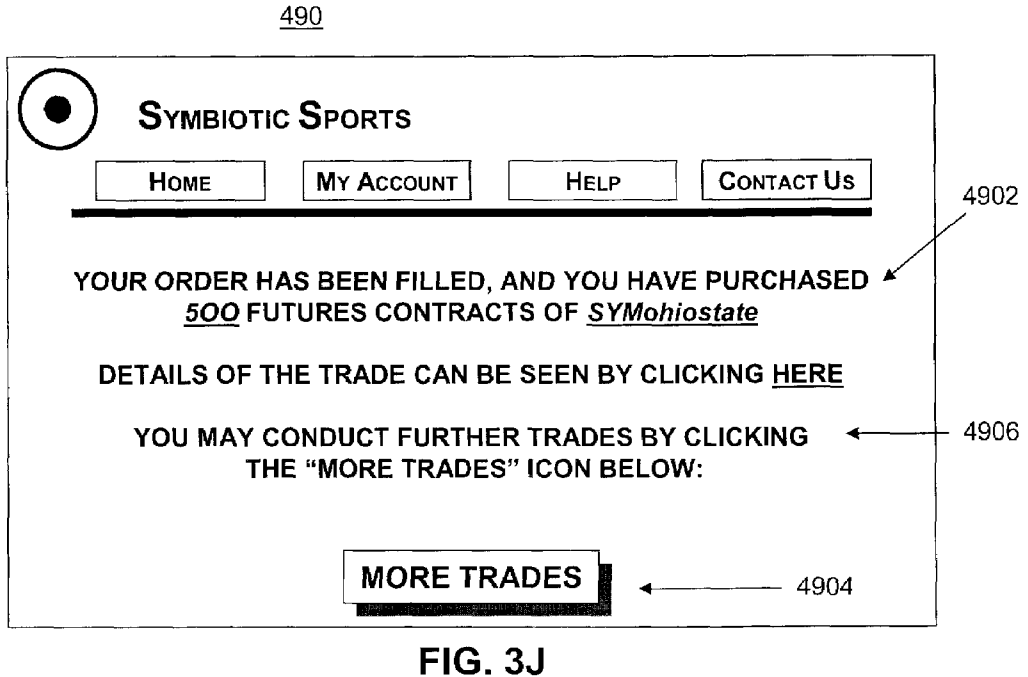 490
SYMBIOTIC SPORTS
HOME MY ACCOUNT HELP CONTACT US
4902
YOUR ORDER HAS BEEN FILLED, AND YOU HAVE PURCHASED
500 FUTURES CONTRACTS OF SYMohiostate
DETAILS OF THE TRADE CAN BE SEEN BY CLICKING HERE
YOU MAY CONDUCT FURTHER TRADES BY CLICKING
4906
THE “MORE TRADES” ICON BELOW:
MORE TRADES
4904
FIG. 3J